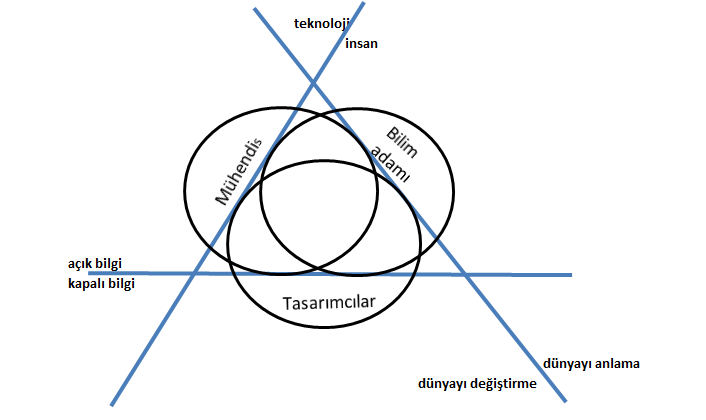 teknoloji
insan
Mühendis
Bilim
adamı
açık bilgi
kapalı bilgi
Tasarımcılar
dünyayı anlama
dünyayı değiştirme